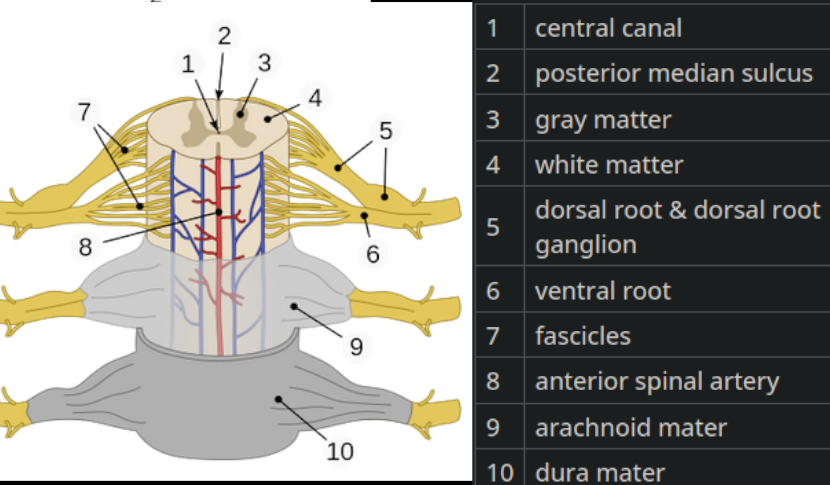 2
1
3
4
7
5
8
6
9
10
1 central canal
2 posterior median sulcus
3 gray matter
4 white matter
5 dorsal root & dorsal root
ganglion
6 ventral root
7 fascicles
8 anterior spinal artery
9 arachnoid mater
10 dura mater